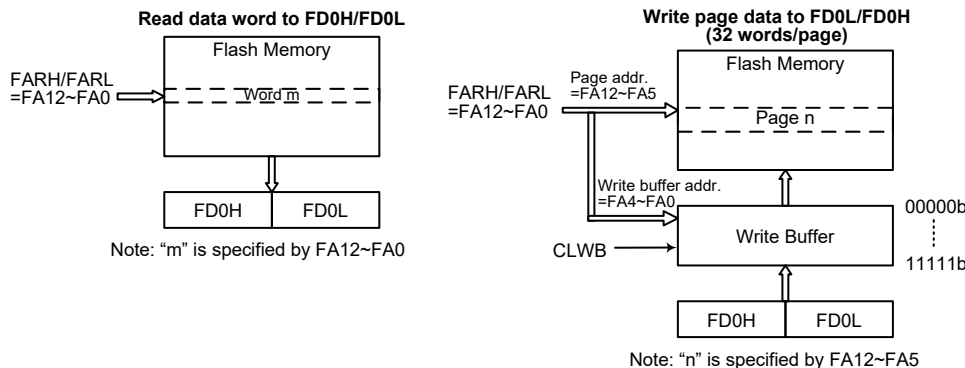 Read data word to FD0H/FD0L
Flash Memory
FARH/FARL
=FA12~FA0
Word m
FD0H
FD0L
Note: “m” is specified by FA12~FA0
Write page data to FD0L/FD0H
(32 words/page)
Flash Memory
FARH/FARL
=FA12~FA0
Page addr.
=FA12~FA5
Page n
Write buffer addr.
=FA4~FA0
CLWB
Write Buffer
00000b
11111b
FD0H
FD0L
Note: “n” is specified by FA12~FA5